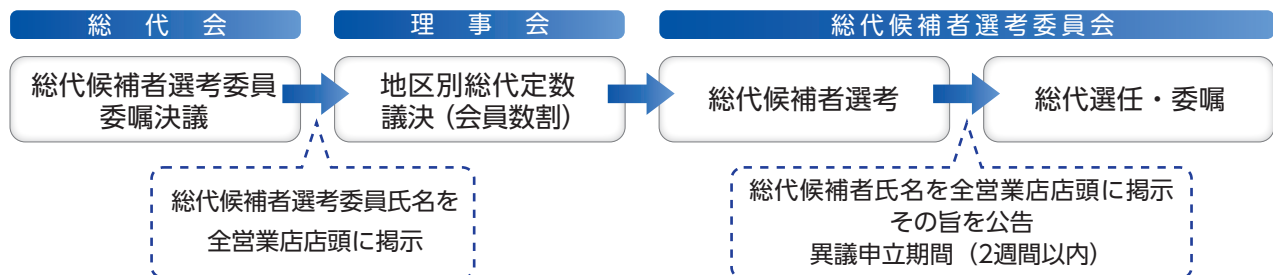 総代会
理事会
総代候補者選考委員会
総代候補者選考委員
委嘱決議
地区別総代定数
議決（会員数割）
総代候補者選考
総代選任・委嘱
総代候補者選考委員氏名を
全営業店店頭に掲示
総代候補者氏名を全営業店店頭に掲示
その旨を公告
異議申立期間（2週間以内）